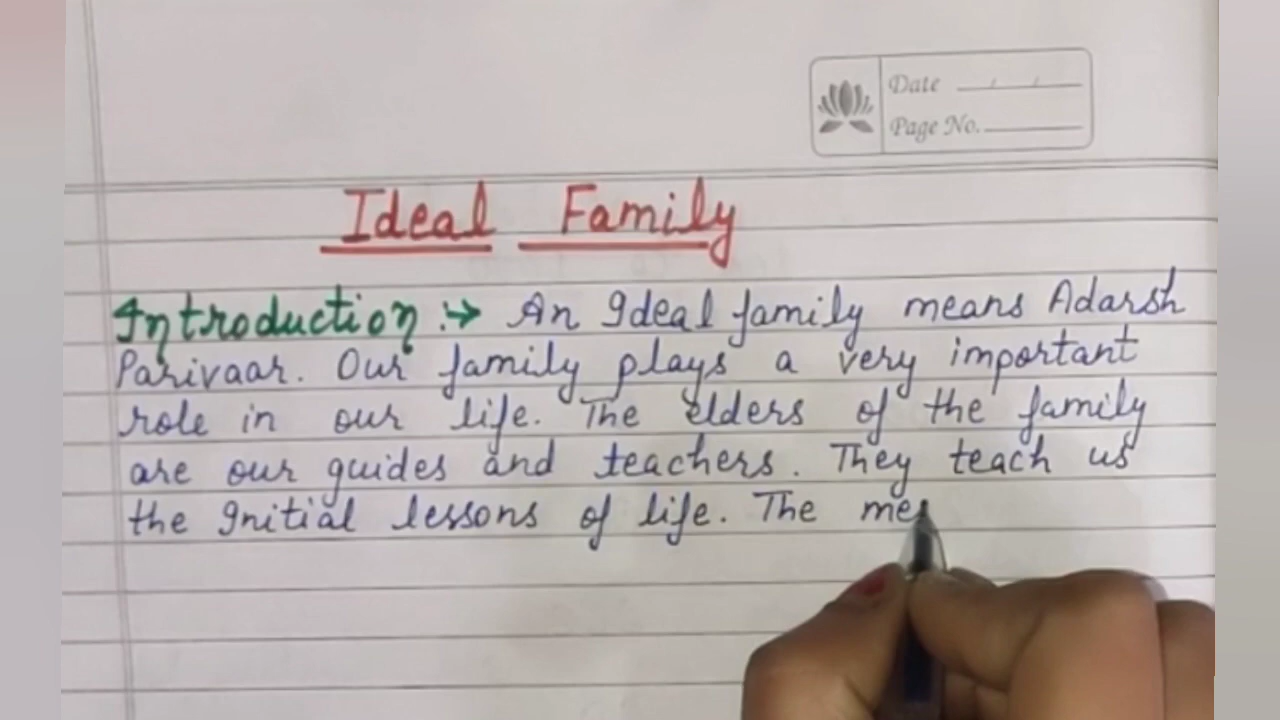 Date
Page No.
Ideal Family
Introduction :→ An Ideal family means Adarsh
Parivaar. Our family plays a very important
role in our life. The elders of the family
are our guides and teachers. They teach us
the Initial lessons of life. The me